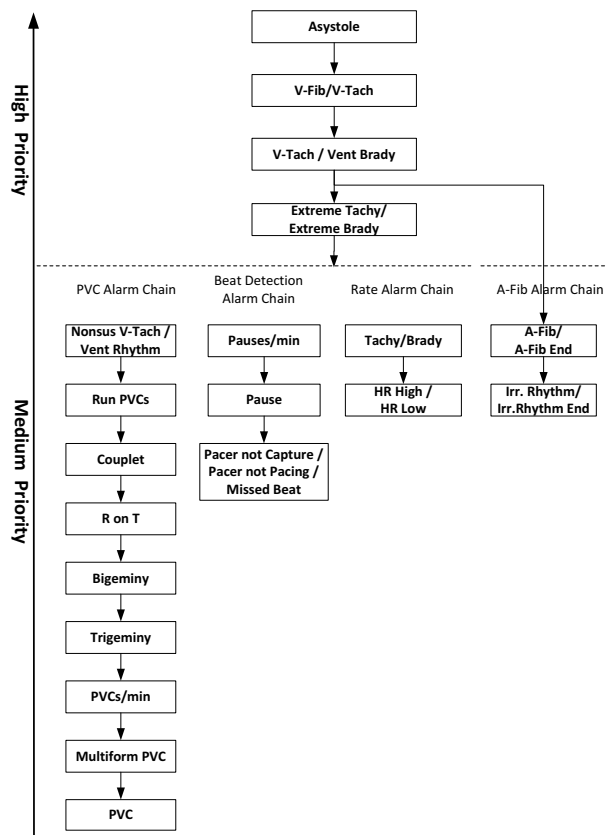 High Priority
Medium Priority
Asystole
V-Fib/V-Tach
V-Tach / Vent Brady
Extreme Tachy/
Extreme Brady
PVC Alarm Chain
Nonsus V-Tach /
Vent Rhythm
Run PVCs
Couplet
R on T
Bigeminy
Trigeminy
PVCs/min
Multiform PVC
PVC
Beat Detection
Alarm Chain
Pauses/min
Pause
Pacer not Capture /
Pacer not Pacing /
Missed Beat
Rate Alarm Chain
Tachy/Brady
HR High /
HR Low
A-Fib Alarm Chain
A-Fib/
A-Fib End
Irr. Rhythm/
Irr.Rhythm End